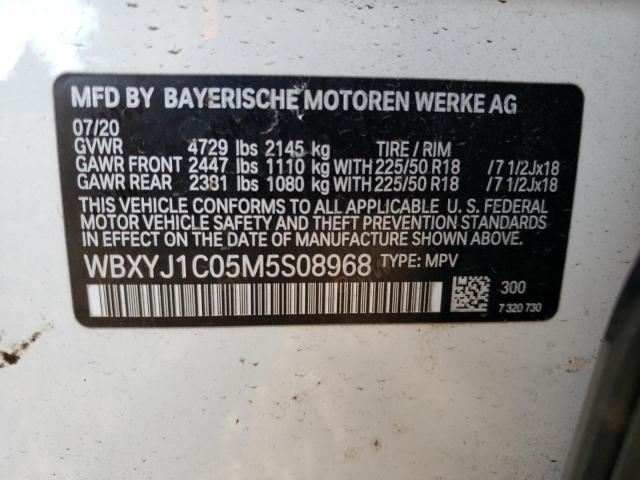 MFD BY BAYERISCHE MOTOREN WERKE AG
07/20
GVWR 4729 lbs 2145 kg TIRE / RIM
GAWR FRONT 2447 lbs 1110 kg WITH 225/50 R18 /7 1/2Jx18
GAWR REAR 2381 lbs 1080 kg WITH 225/50 R18 /7 1/2Jx18
THIS VEHICLE CONFORMS TO ALL APPLICABLE U. S. FEDERAL
MOTOR VEHICLE SAFETY AND THEFT PREVENTION STANDARDS
IN EFFECT ON THE DATE OF MANUFACTURE SHOWN ABOVE.
WBXYJ1C05M5S08968 TYPE: MPV
300
7 320 730